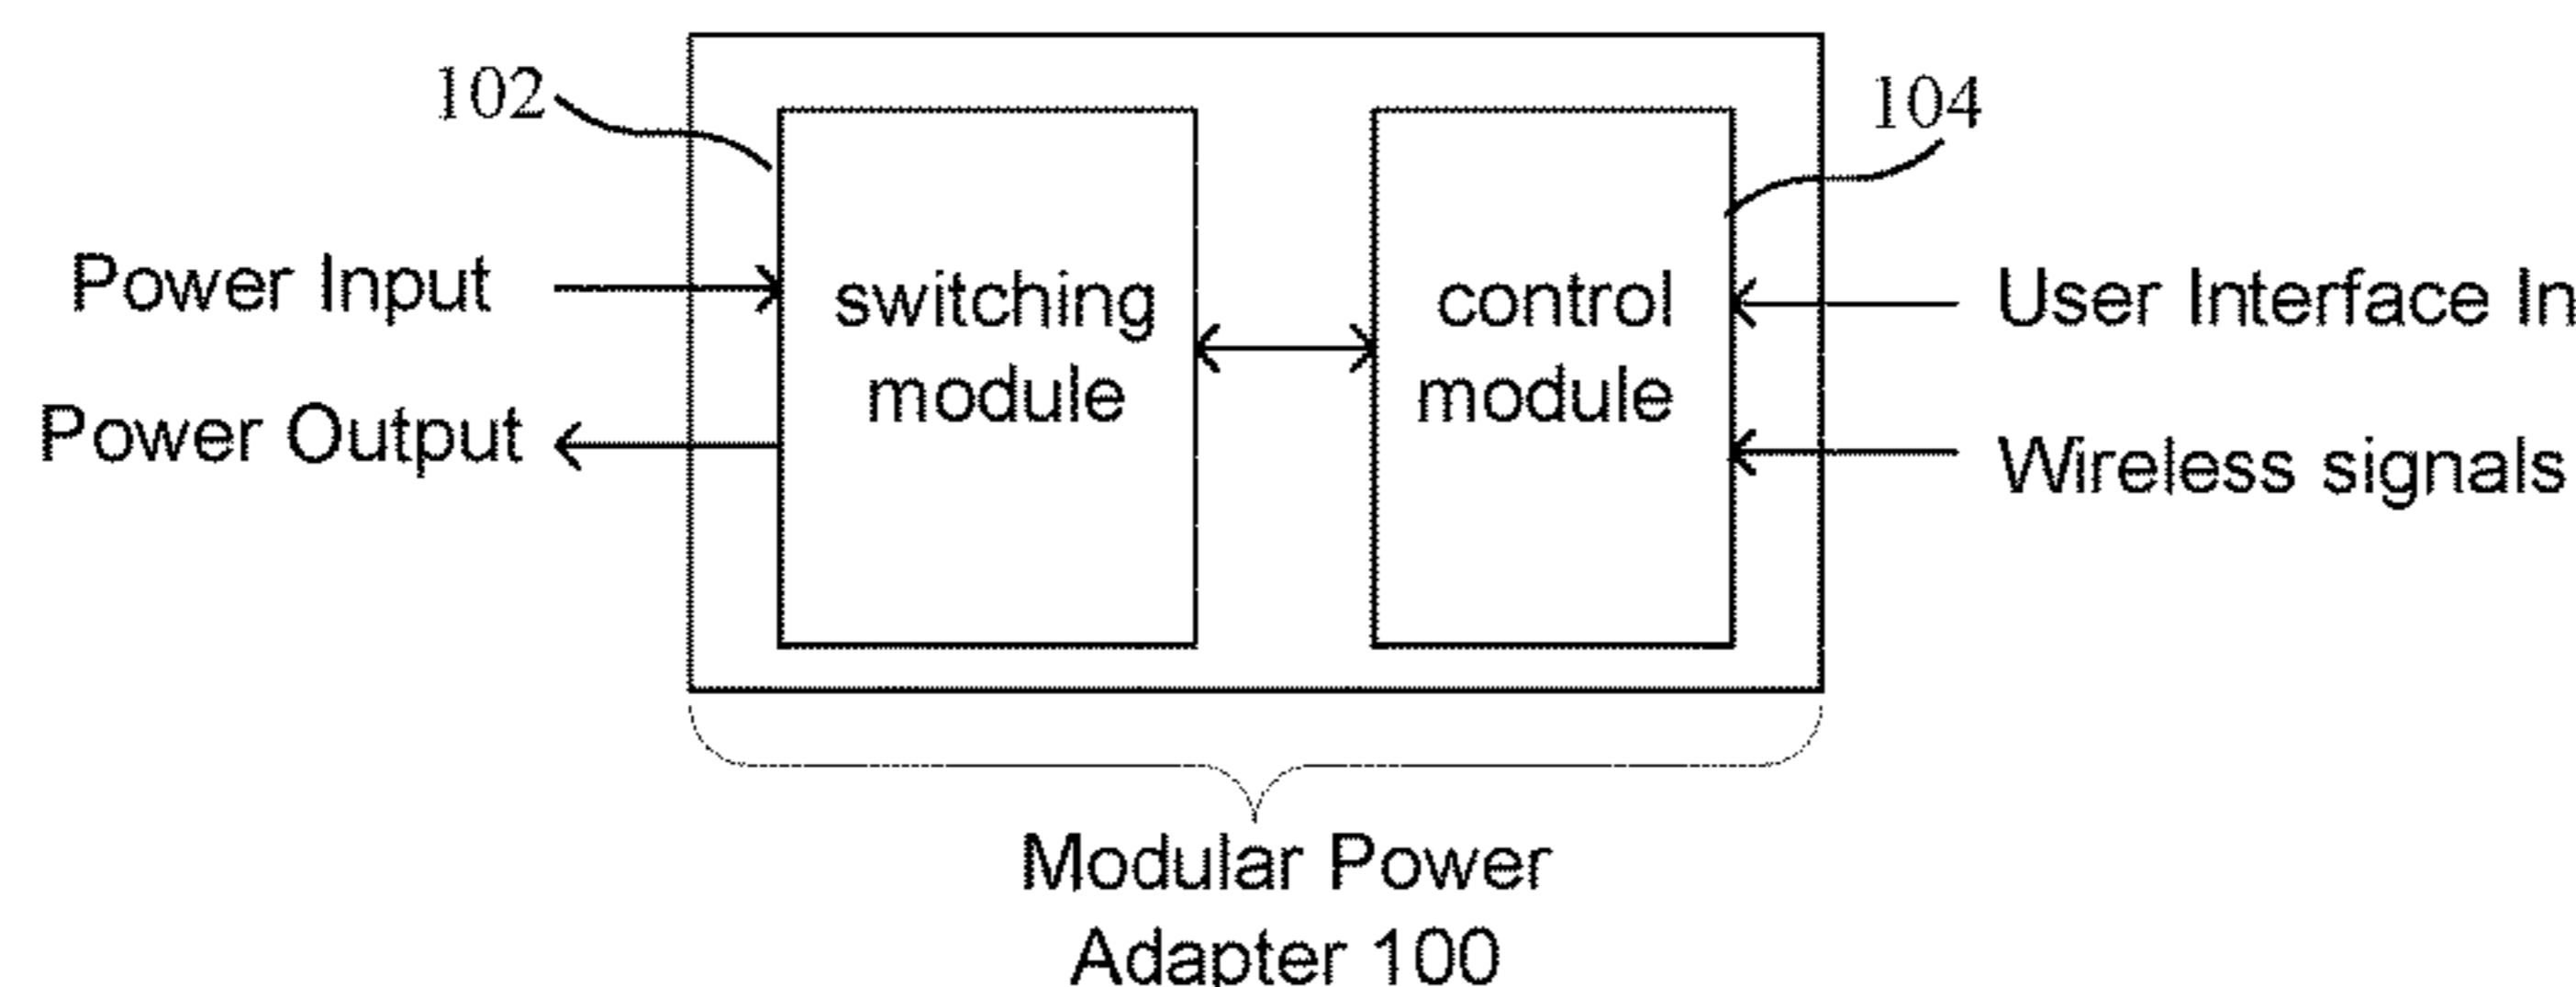 102
104
Power Input
switching
module
control
module
User Interface In
Power Output
Wireless signals
Modular Power
Adapter 100